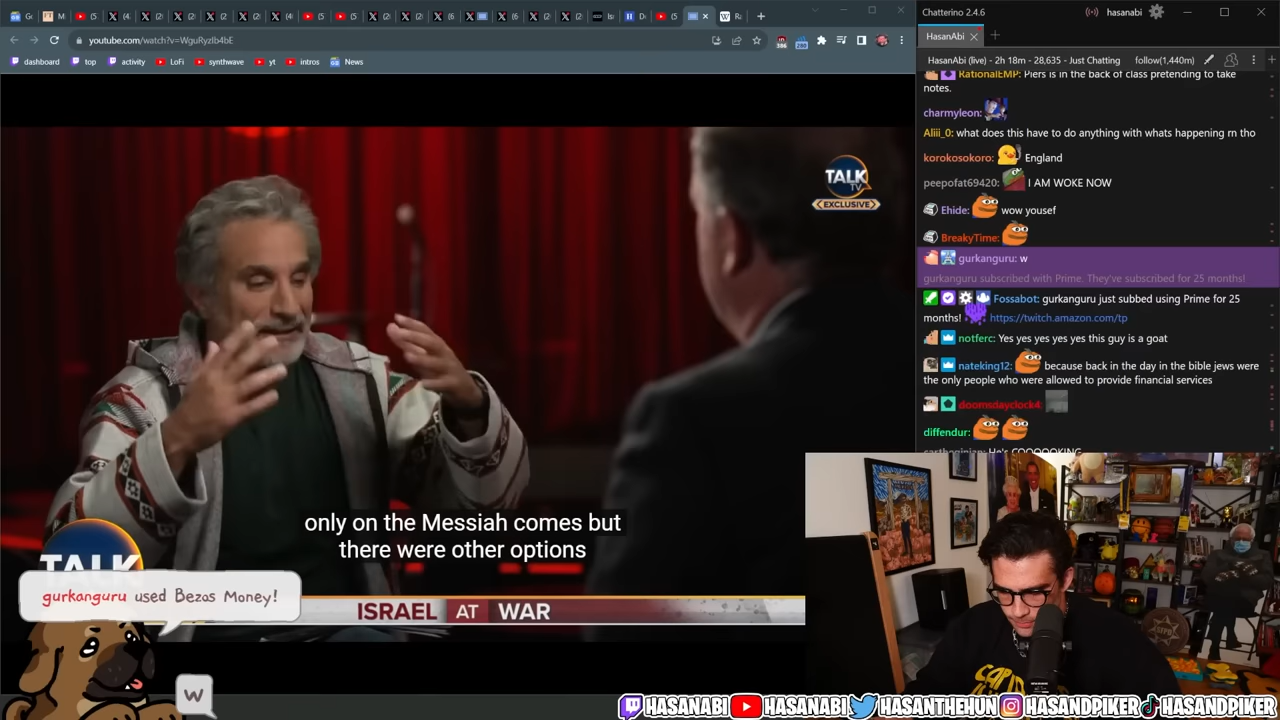 youtube.com/watch?v=WguRyzIb4bE
dashboard
top
activity
LoFi
synthwave
yt
intros
News
TALK
TV
EXCLUSIVE
only on the Messiah comes but
there were other options
TALK
ISRAEL AT WAR
gurkanguru used Bezos Money!
W
Chatterino 2.4.6
hasanabi
HasanAbi
HasanAbi (live) - 2h 18m - 28,635 - Just Chatting
follow(1,440m)
RationalEMP: Piers is in the back of class pretending to take
notes.
charmyleon:
Aliii_0: what does this have to do anything with whats happening rn tho
korokosokoro: England
peepofat69420: I AM WOKE NOW
Ehide: wow yousef
BreakyTime:
gurkanguru: w
gurkanguru subscribed with Prime. They've subscribed for 25 months!
Fossabot: gurkanguru just subbed using Prime for 25
months! https://twitch.amazon.com/tp
notferc: Yes yes yes yes yes this guy is a goat
nateking12: because back in the day in the bible jews were
the only people who were allowed to provide financial services
doomsdayclock4:
diffendur:
HASANABI
HASANABI
HASANTHEHUN
HASANDPIKER
HASANDPIKER